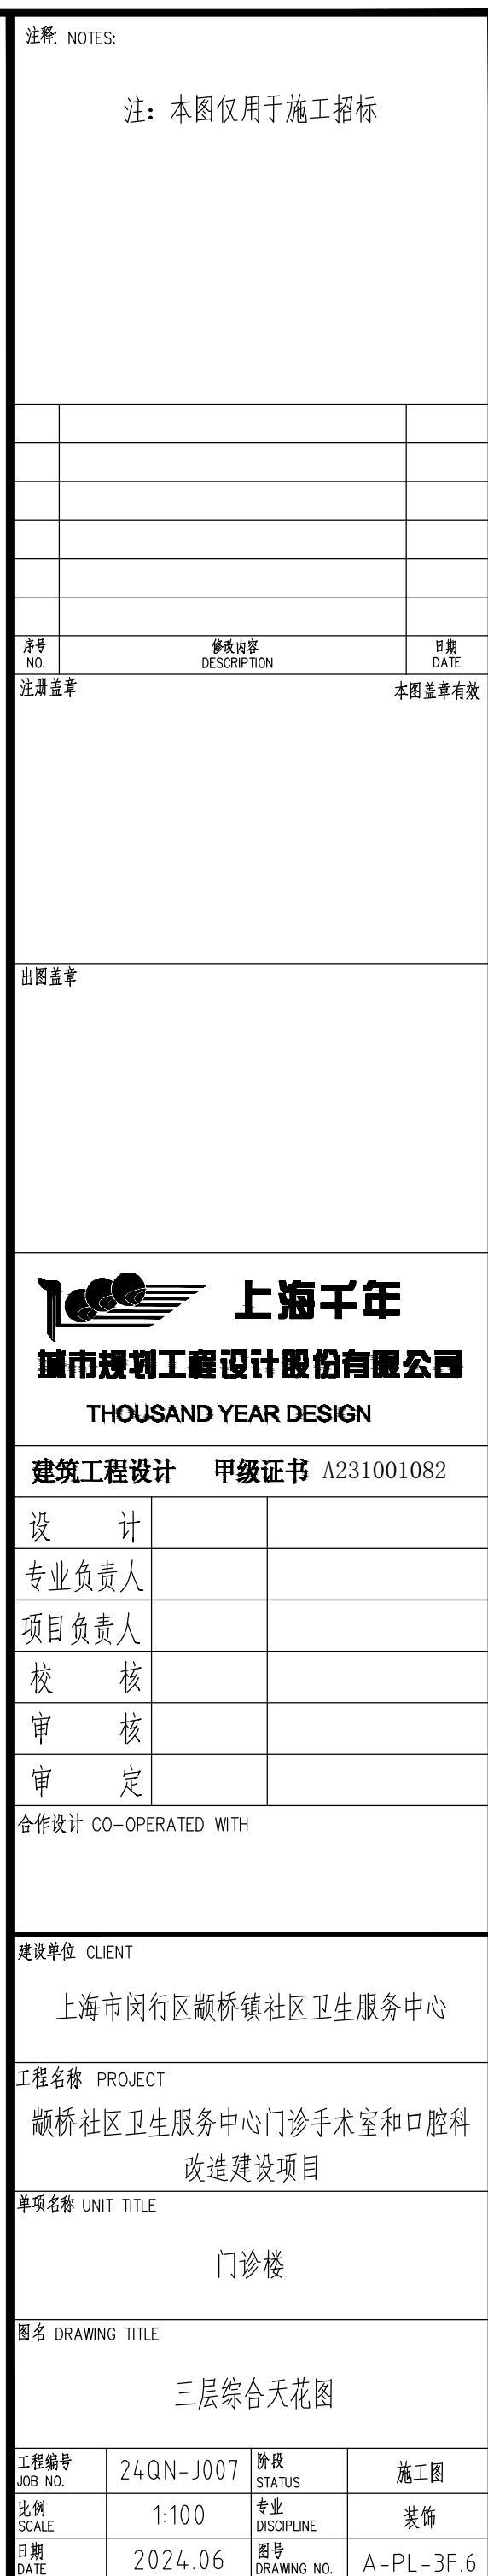 注释: NOTES:
注：本图仅用于施工招标
序号 修改内容 日期
NO. DESCRIPTION DATE
注册盖章 本图盖章有效
出图盖章
上海千年
城市规划工程设计股份有限公司
THOUSAND YEAR DESIGN
建筑工程设计 甲级证书 A231001082
设 计
专业负责人
项目负责人
校 核
审 核
审 定
合作设计 CO-OPERATED WITH
建设单位 CLIENT
上海市闵行区颛桥镇社区卫生服务中心
工程名称 PROJECT
颛桥社区卫生服务中心门诊手术室和口腔科
改造建设项目
单项名称 UNIT TITLE
门诊楼
图名 DRAWING TITLE
三层综合天花图
工程编号 JOB NO. 24QN-J007 阶段 STATUS 施工图
比例 SCALE 1:100 专业 DISCIPLINE 装饰
日期 DATE 2024.06 图号 DRAWING NO. A-PL-3F.6